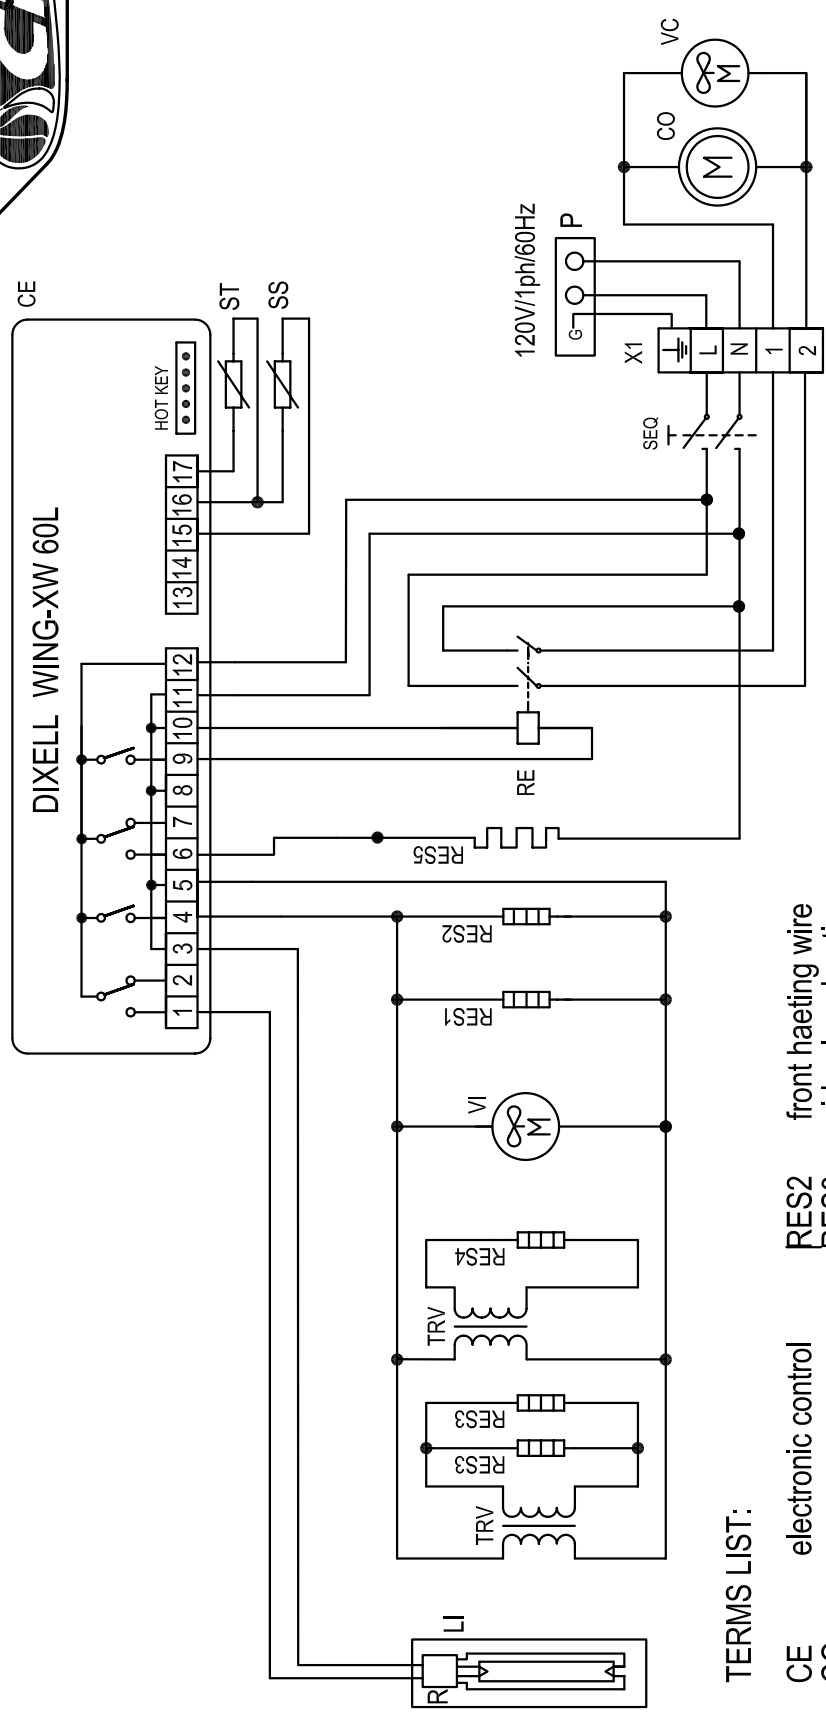 CE
DIXELL WING-XW 60L
HOT KEY
1 2 3 4 5 6 7 8 9 10 11 12
13 14 15 16 17
ST
SS
120V/1ph/60Hz
P
G
X1
L
N
1
2
SEQ
CO
M
VC
M
RE
RES5
RES2
RES1
VI
M
RES4
TRV
RES3
RES3
TRV
LI
R
TERMS LIST:
CE electronic control
RES2 front haeting wire